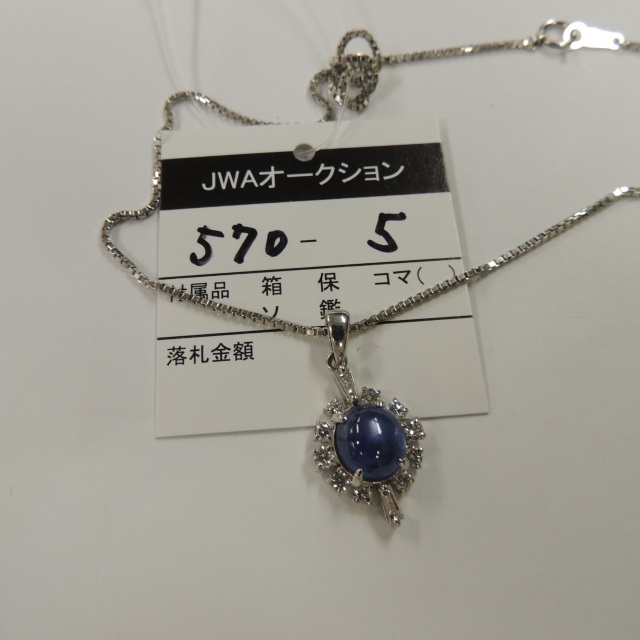 JWAオークション
570- 5
付属品 箱 保 コマ( )
ソ 鑑
落札金額